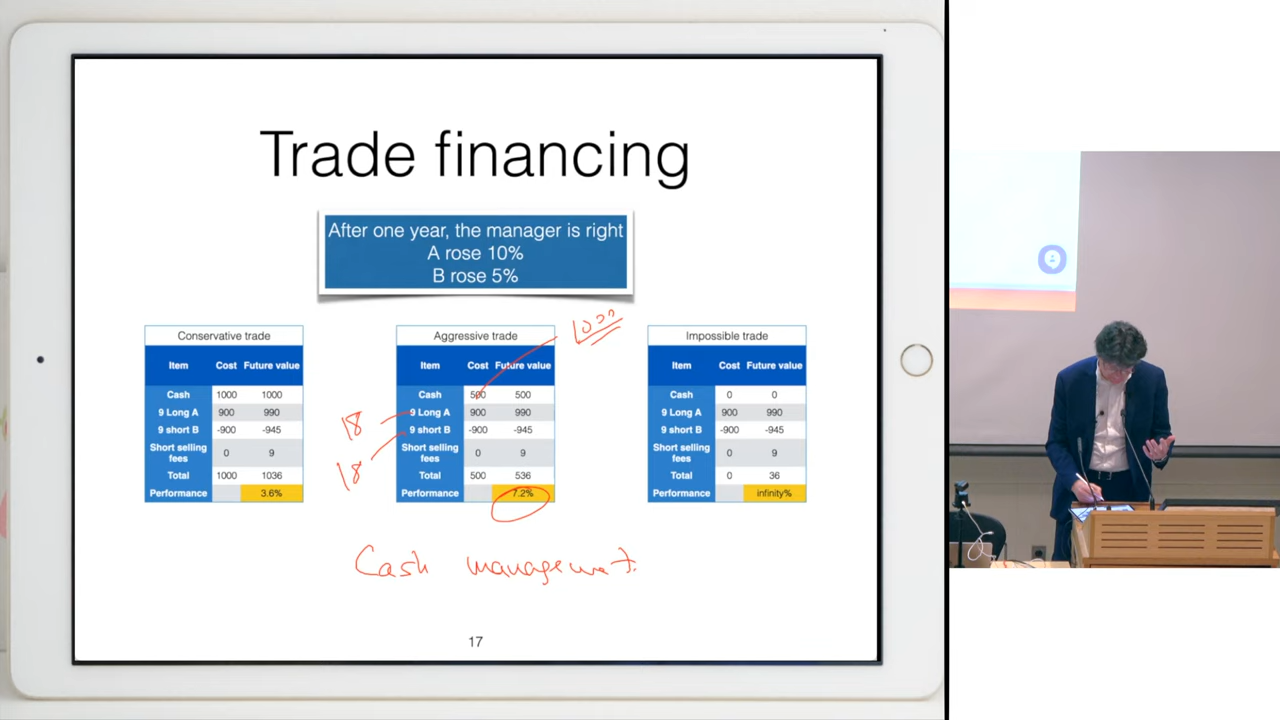 Trade financing
After one year, the manager is right
A rose 10%
B rose 5%
1000
Conservative trade
Item Cost Future value
Cash 1000 1000
9 Long A 900 990
9 short B -900 -945
Short selling
fees 0 9
Total 1000 1036
Performance 3.6%
Aggressive trade
Item Cost Future value
Cash 500 500
18 9 Long A 900 990
18 9 short B -900 -945
Short selling
fees 0 9
Total 500 536
Performance 7.2%
Impossible trade
Item Cost Future value
Cash 0 0
9 Long A 900 990
9 short B -900 -945
Short selling
fees 0 9
Total 0 36
Performance infinity%
Cash management
17